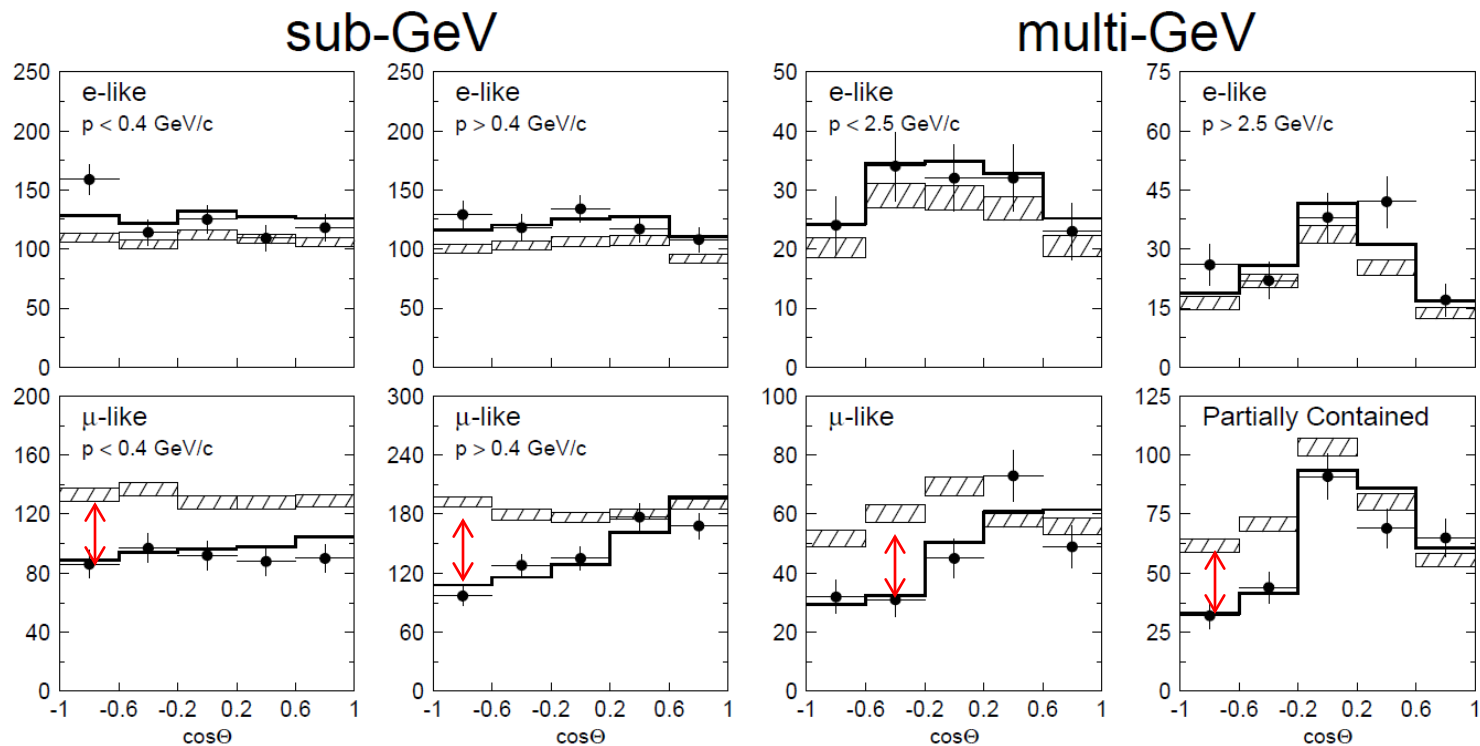 sub-GeV
multi-GeV
250
200
150
100
50
0
e-like
p < 0.4 GeV/c
250
200
150
100
50
0
e-like
p > 0.4 GeV/c
50
40
30
20
10
0
e-like
p < 2.5 GeV/c
75
60
45
30
15
0
e-like
p > 2.5 GeV/c
200
160
120
80
40
0
μ-like
p < 0.4 GeV/c
-1 -0.6 -0.2 0.2 0.6 1
cosΘ
300
240
180
120
60
0
μ-like
p > 0.4 GeV/c
-1 -0.6 -0.2 0.2 0.6 1
cosΘ
100
80
60
40
20
0
μ-like
-1 -0.6 -0.2 0.2 0.6 1
cosΘ
125
100
75
50
25
0
Partially Contained
-1 -0.6 -0.2 0.2 0.6 1
cosΘ